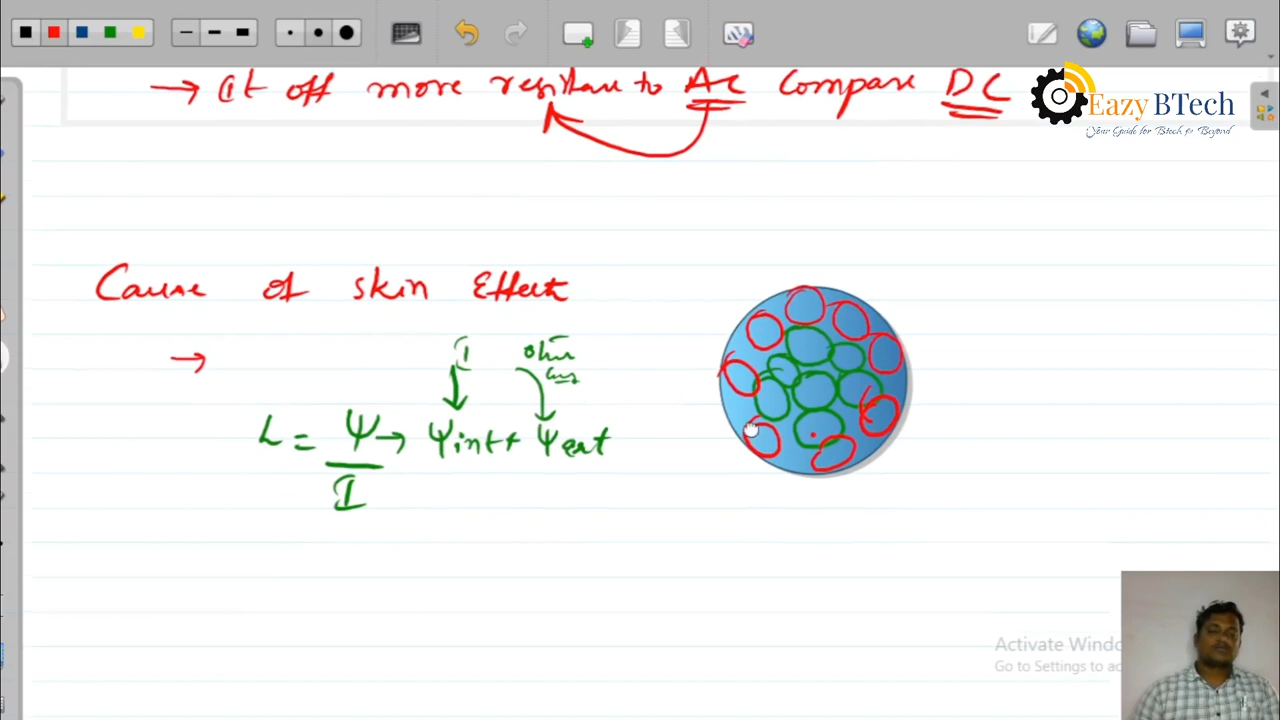 → It off more resistance to AC Compare DC
Eazy BTech
Your Guide for Btech & Beyond
Cause of skin Effect
→
I other
L = Ψ → Ψint + Ψext
I
Activate Windo
Go to Settings to ac